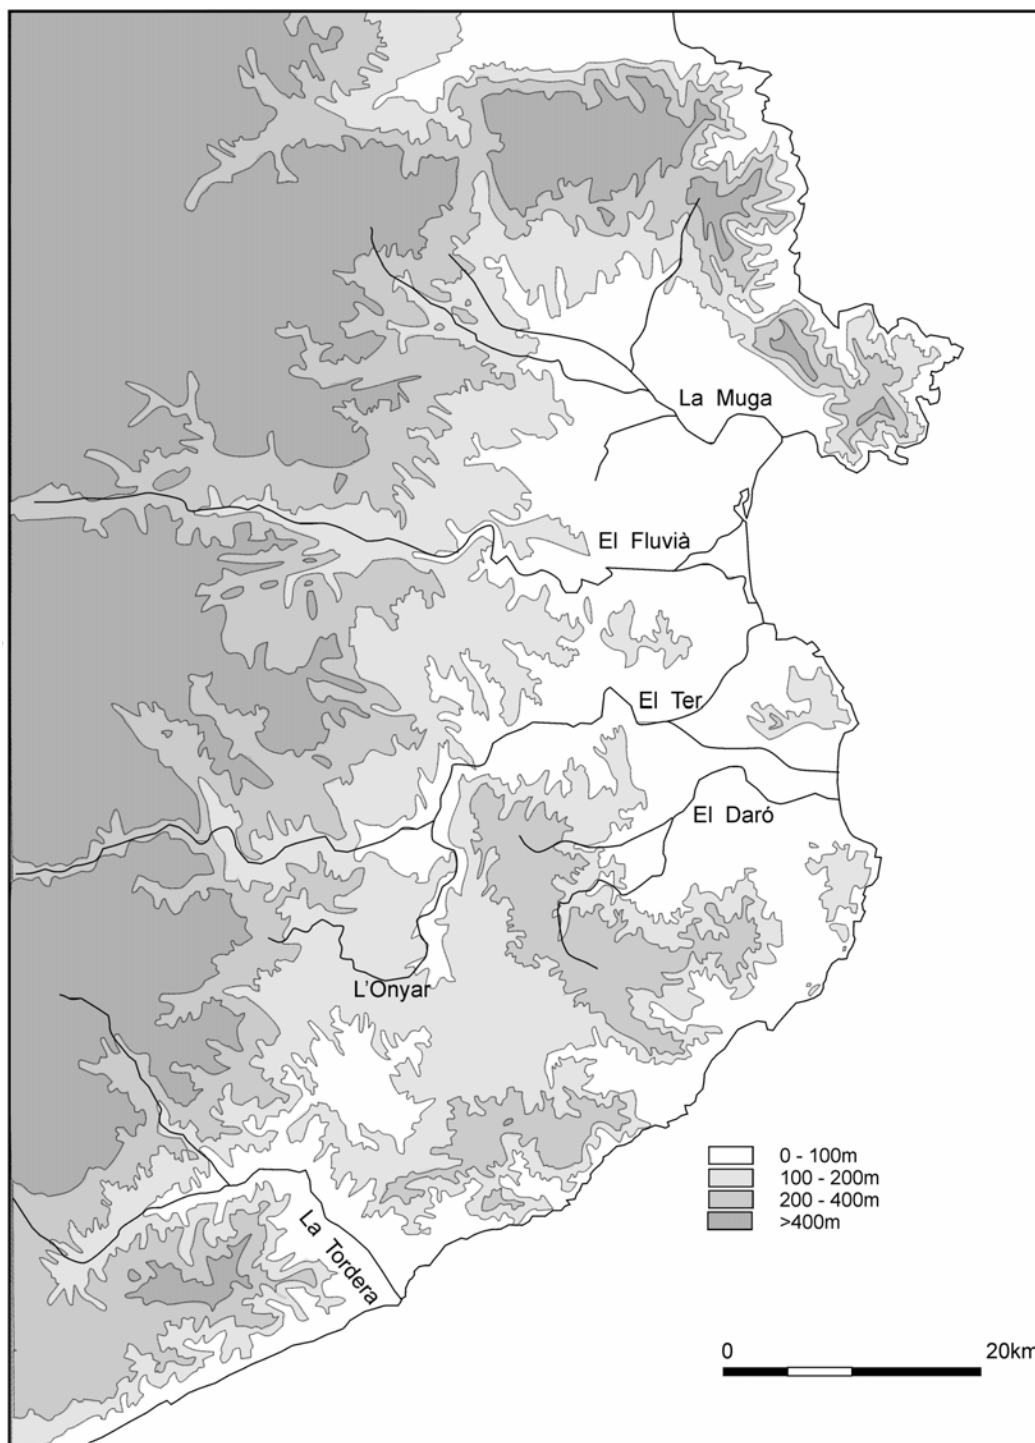 La Muga
El Fluvià
El Ter
El Daró
L'Onyar
0 - 100m
100 - 200m
200 - 400m
>400m
La Tordera
0 20km